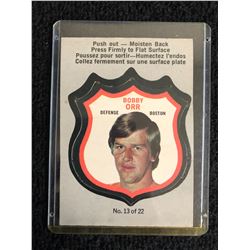 Push out — Moisten Back
Press Firmly to Flat Surface
Poussez pour sortir—Humectez l'endos
Collez fermement sur une surface plate
BOBBY
ORR
DEFENSE BOSTON
No. 13 of 22